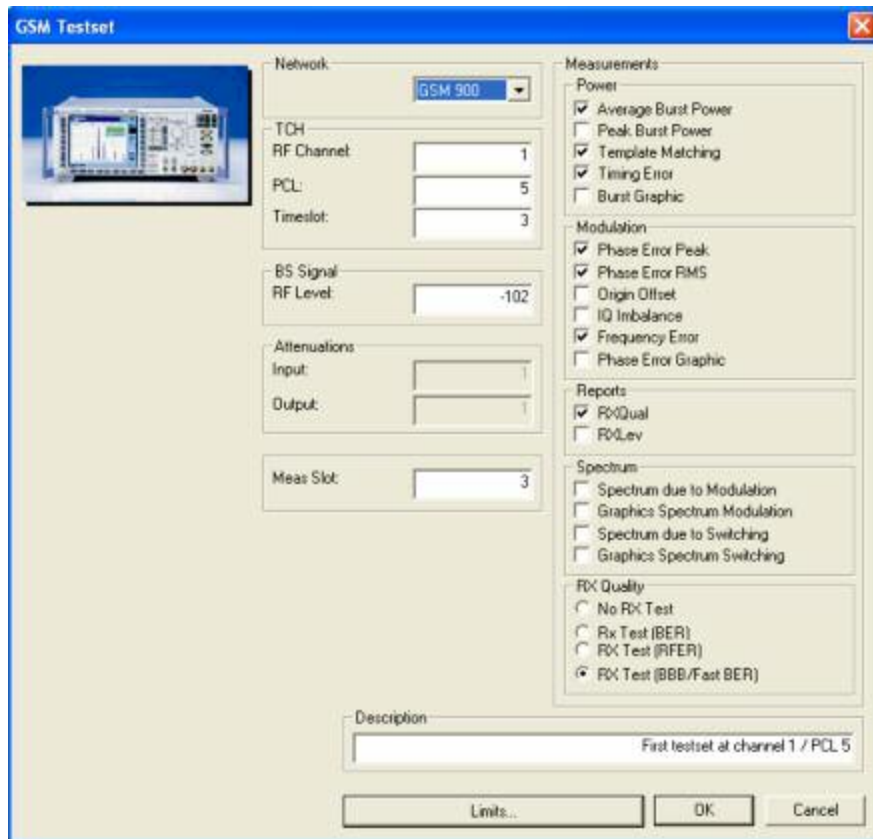 GSM Testset
Network
GSM 900
TCH
RF Channel:
1
PCL:
5
Timeslot:
3
BS Signal
RF Level:
-102
Attenuations
Input:
1
Output:
1
Meas Slot:
3
Measurements
Power
Average Burst Power
Peak Burst Power
Template Matching
Timing Error
Burst Graphic
Modulation
Phase Error Peak
Phase Error RMS
Origin Offset
IQ Imbalance
Frequency Error
Phase Error Graphic
Reports
RXQual
RXLev
Spectrum
Spectrum due to Modulation
Graphics Spectrum Modulation
Spectrum due to Switching
Graphics Spectrum Switching
RX Quality
No RX Test
Rx Test (BER)
RX Test (RFER)
RX Test (BBB/Fast BER)
Description
First testset at channel 1 / PCL 5
Limits...
OK
Cancel